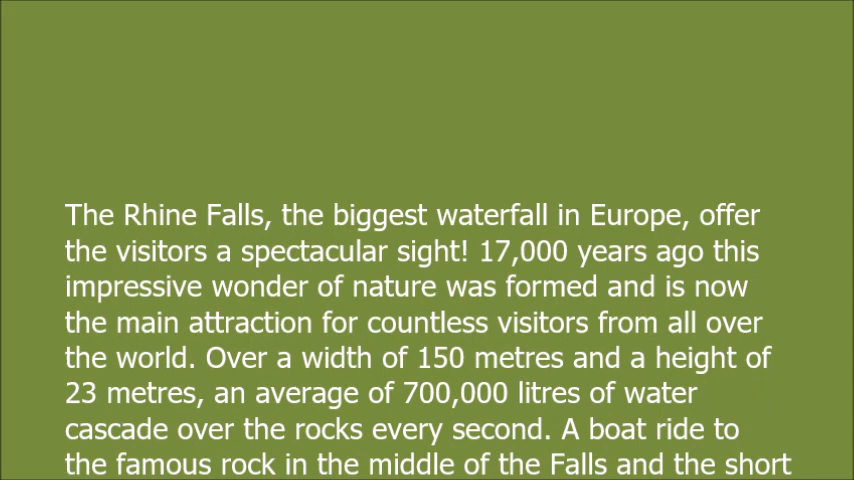 The Rhine Falls, the biggest waterfall in Europe, offer
the visitors a spectacular sight! 17,000 years ago this
impressive wonder of nature was formed and is now
the main attraction for countless visitors from all over
the world. Over a width of 150 metres and a height of
23 metres, an average of 700,000 litres of water
cascade over the rocks every second. A boat ride to
the famous rock in the middle of the Falls and the short